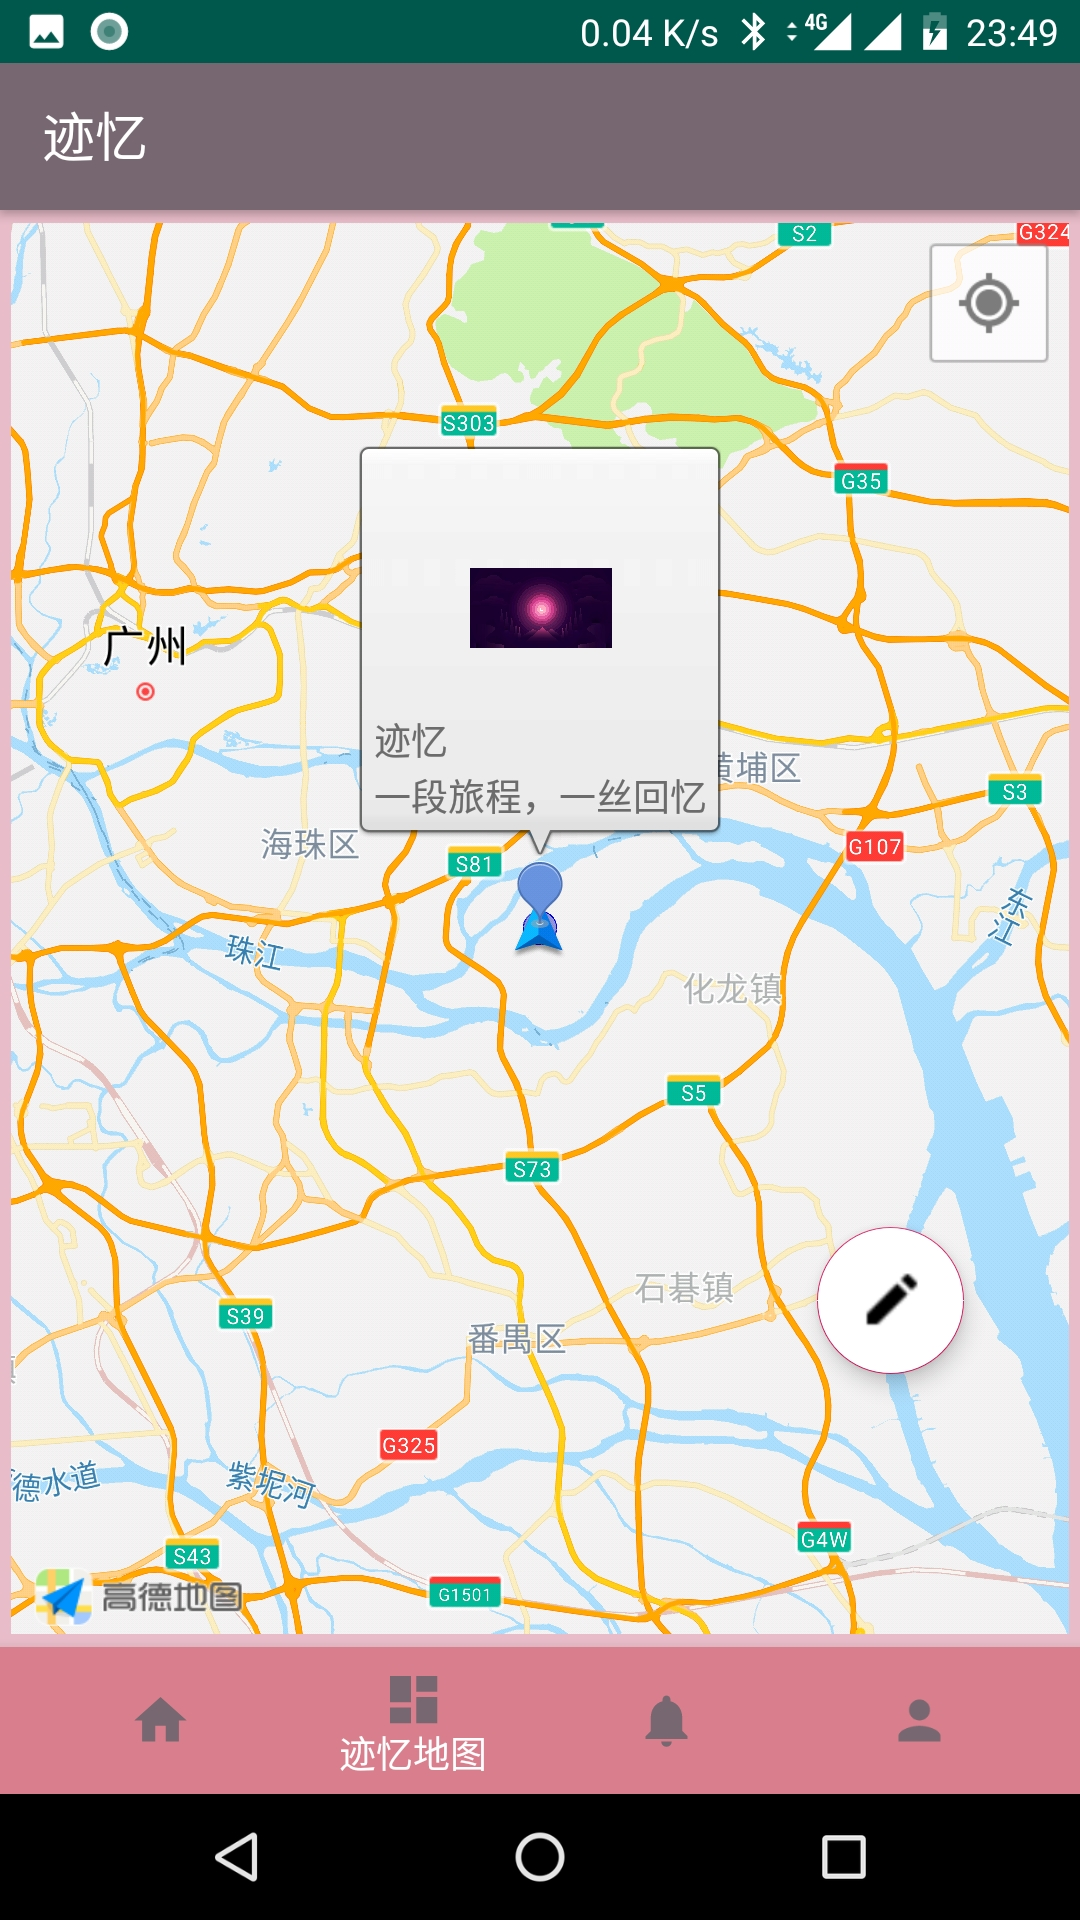 0.04 K/s 4G 23:49
迹忆
S2
G324
S303
G35
广州
迹忆
一段旅程，一丝回忆
黄埔区
S3
海珠区
S81
G107
东江
珠江
化龙镇
S5
S73
石碁镇
S39
番禺区
G325
德水道
紫坭河
G4W
S43
高德地图
G1501
迹忆地图